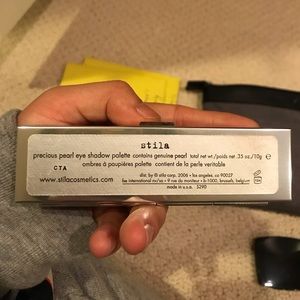 stila
precious pearl eye shadow palette contains genuine pearl total net wt./poids net .35 oz./10g e
ombres à paupières palette contient de la perle veritable
CTA
dist. by © stila corp. 2006 • los angeles, ca 90027
www.stilacosmetics.com
made in u.s.a. 5290